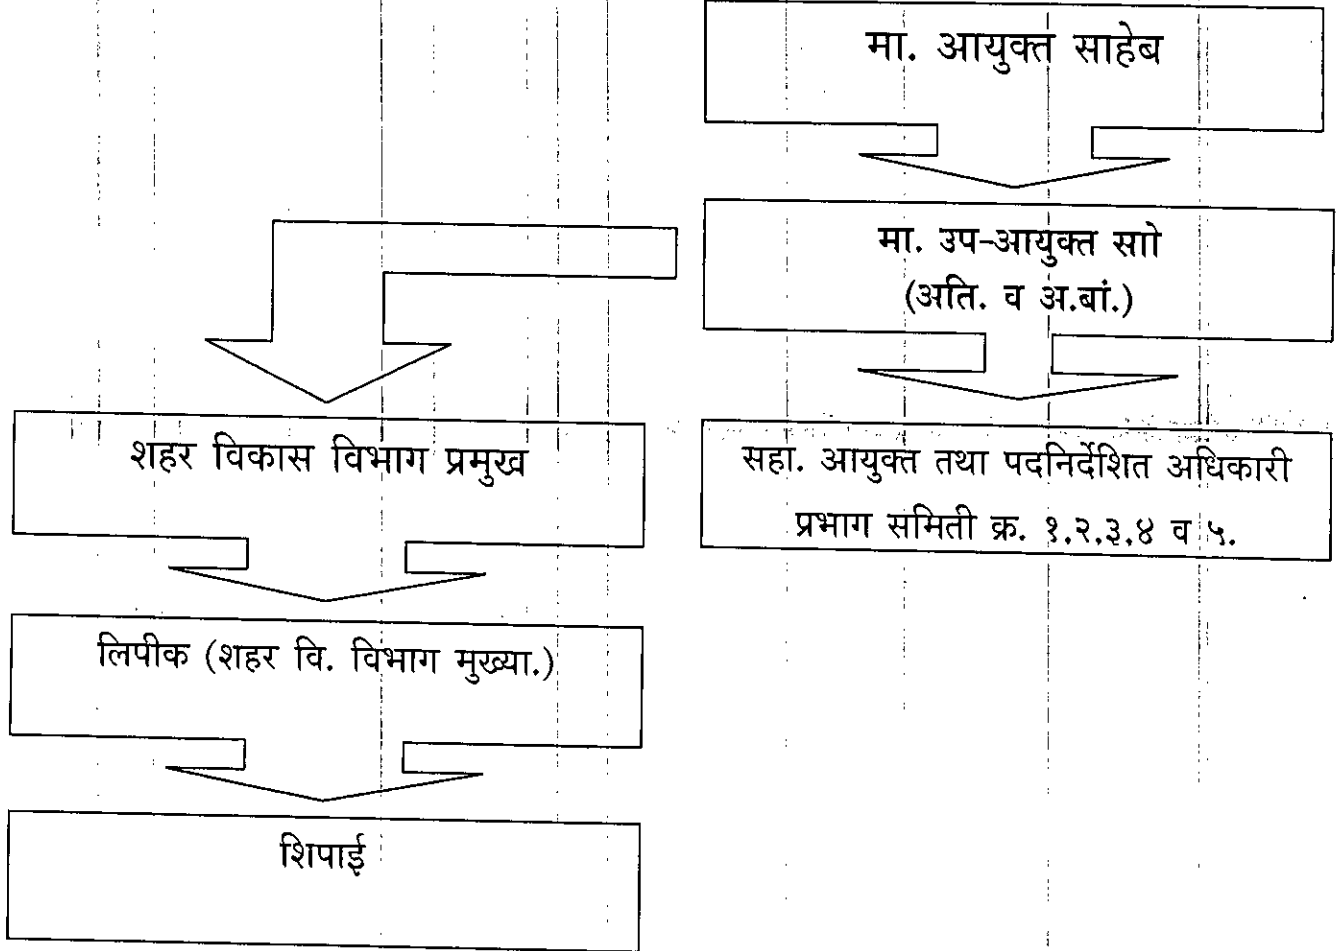 मा. आयुक्त साहेब
मा. उप-आयुक्त साो
(अति. व अ.बां.)
शहर विकास विभाग प्रमुख
सहा. आयुक्त तथा पदनिर्देशित अधिकारी
प्रभाग समिती क्र. १,२,३,४ व ५.
लिपीक (शहर वि. विभाग मुख्या.)
शिपाई